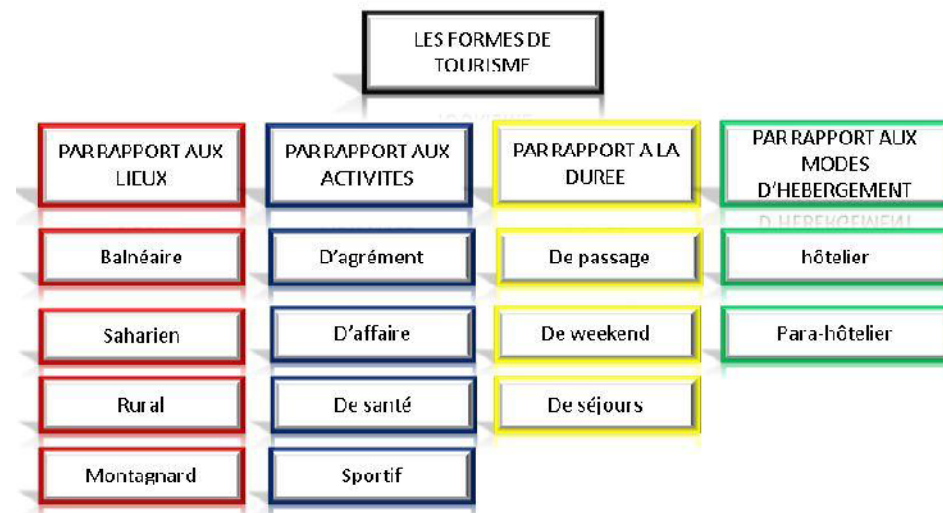 LES FORMES DE
TOURISME
PAR RAPPORT AUX
LIEUX
PAR RAPPORT AUX
ACTIVITES
PAR RAPPORT A LA
DUREE
PAR RAPPORT AUX
MODES
D'HEBERGEMENT
Balnéaire
D'agrément
De passage
hôtelier
Saharien
D'affaire
De weekend
Para-hôtelier
Rural
De santé
De séjours
Montagnard
Sportif